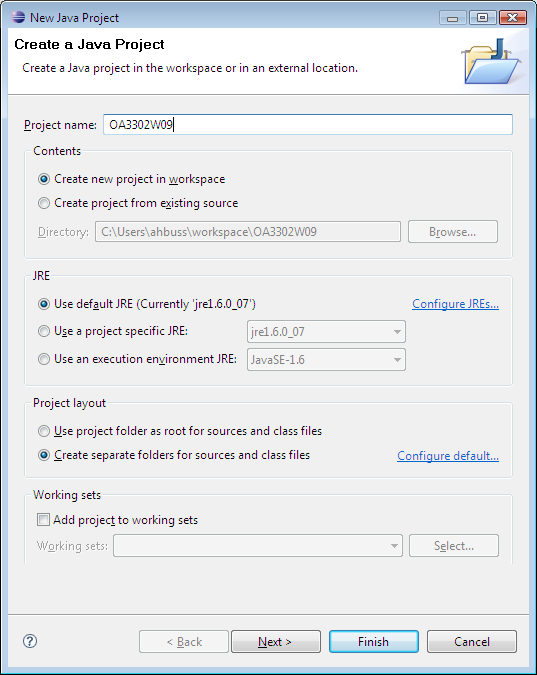 New Java Project
Create a Java Project
Create a Java project in the workspace or in an external location.
Project name: OA3302W09
Contents
Create new project in workspace
Create project from existing source
Directory: C:\Users\ahbuss\workspace\OA3302W09 Browse...
JRE
Use default JRE (Currently 'jre1.6.0_07') Configure JREs...
Use a project specific JRE: jre1.6.0_07
Use an execution environment JRE: JavaSE-1.6
Project layout
Use project folder as root for sources and class files
Create separate folders for sources and class files Configure default...
Working sets
Add project to working sets
Working sets: Select...
? < Back Next > Finish Cancel